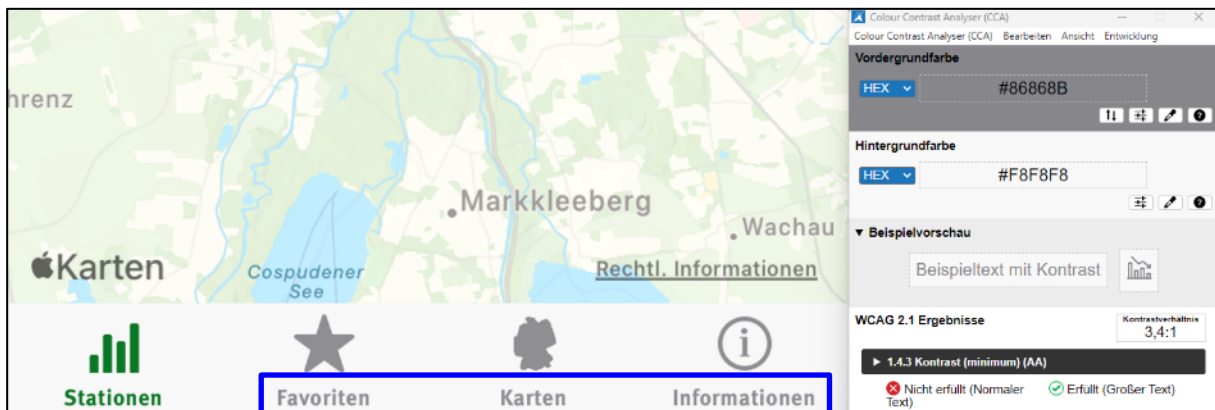 hrenz
Markkleeberg
Wachau
Karten
Cospudener
See
Rechtl. Informationen
Stationen
Favoriten
Karten
Informationen
Colour Contrast Analyser (CCA)
Colour Contrast Analyser (CCA) Bearbeiten Ansicht Entwicklung
Vordergrundfarbe
HEX #86868B
Hintergrundfarbe
HEX #F8F8F8
▼ Beispielvorschau
Beispieltext mit Kontrast
WCAG 2.1 Ergebnisse
Kontrastverhältnis
3,4:1
▶ 1.4.3 Kontrast (minimum) (AA)
Nicht erfüllt (Normaler
Text)
Erfüllt (Großer Text)